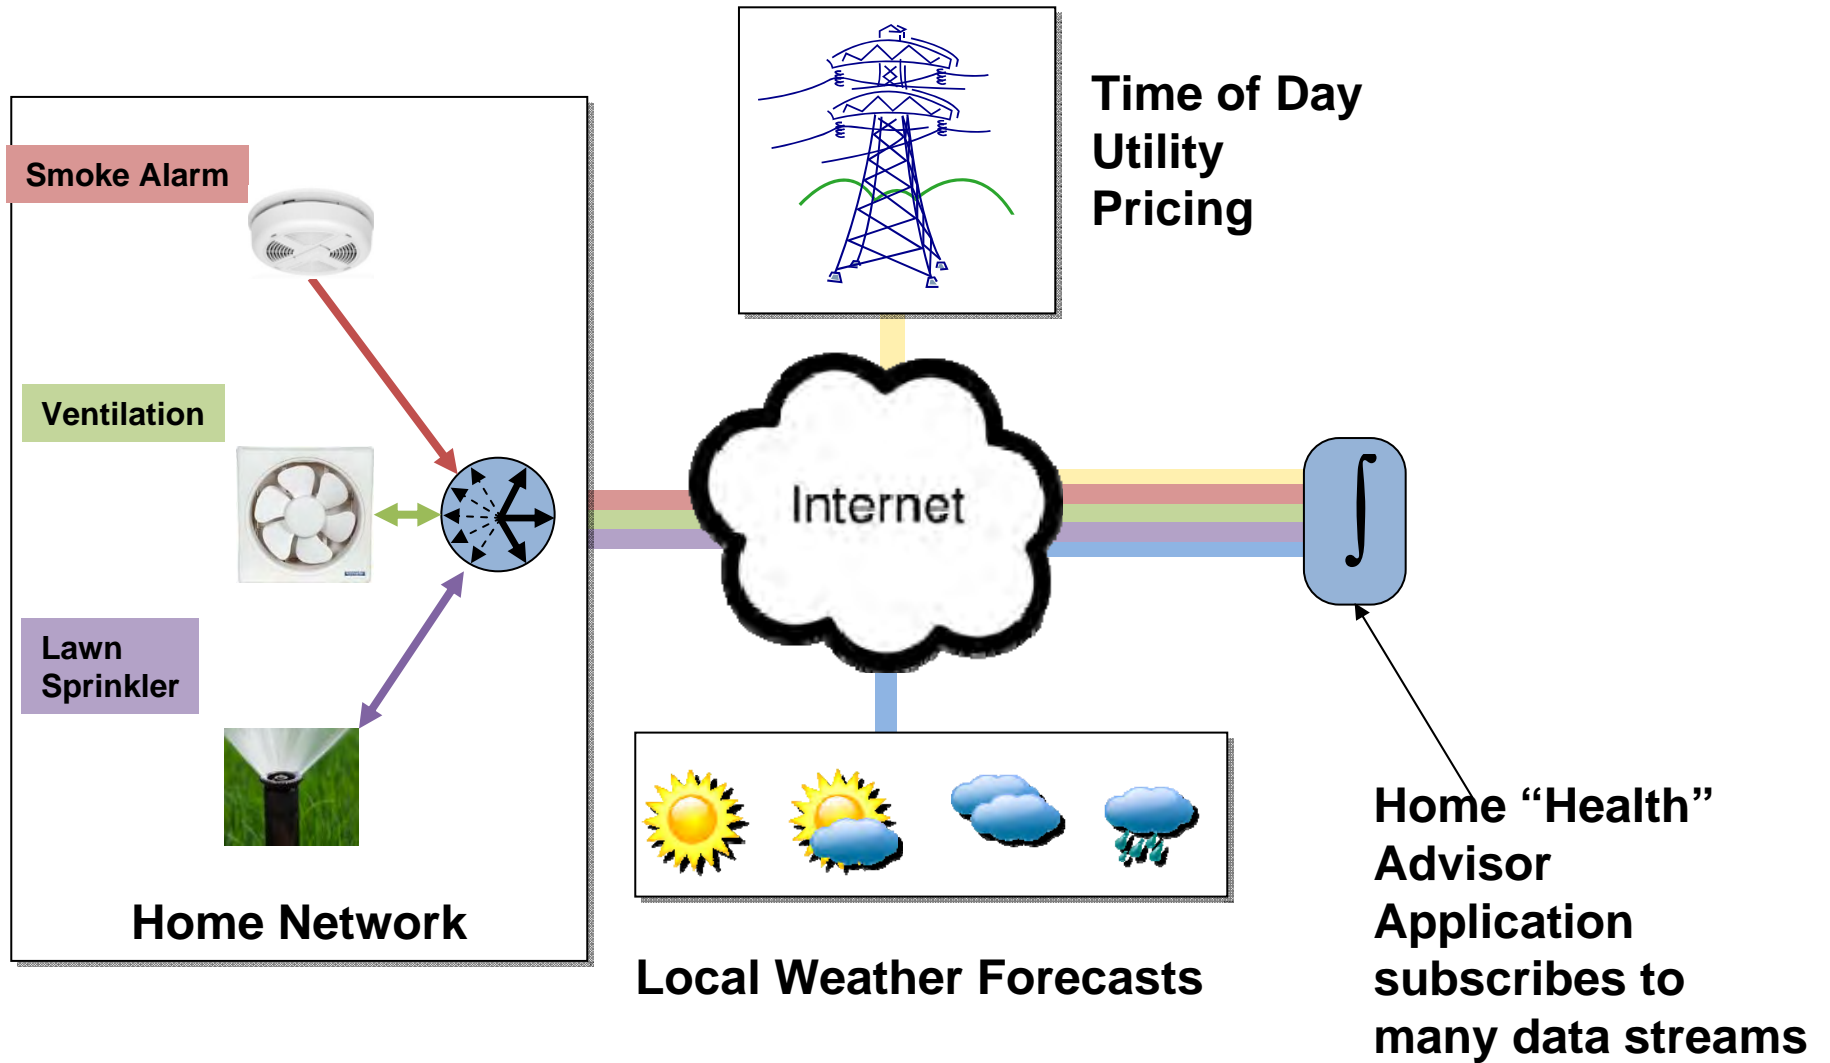 Time of Day
Utility
Pricing
Smoke Alarm
Ventilation
Internet
Lawn
Sprinkler
Home Network
Local Weather Forecasts
Home “Health”
Advisor
Application
subscribes to
many data streams